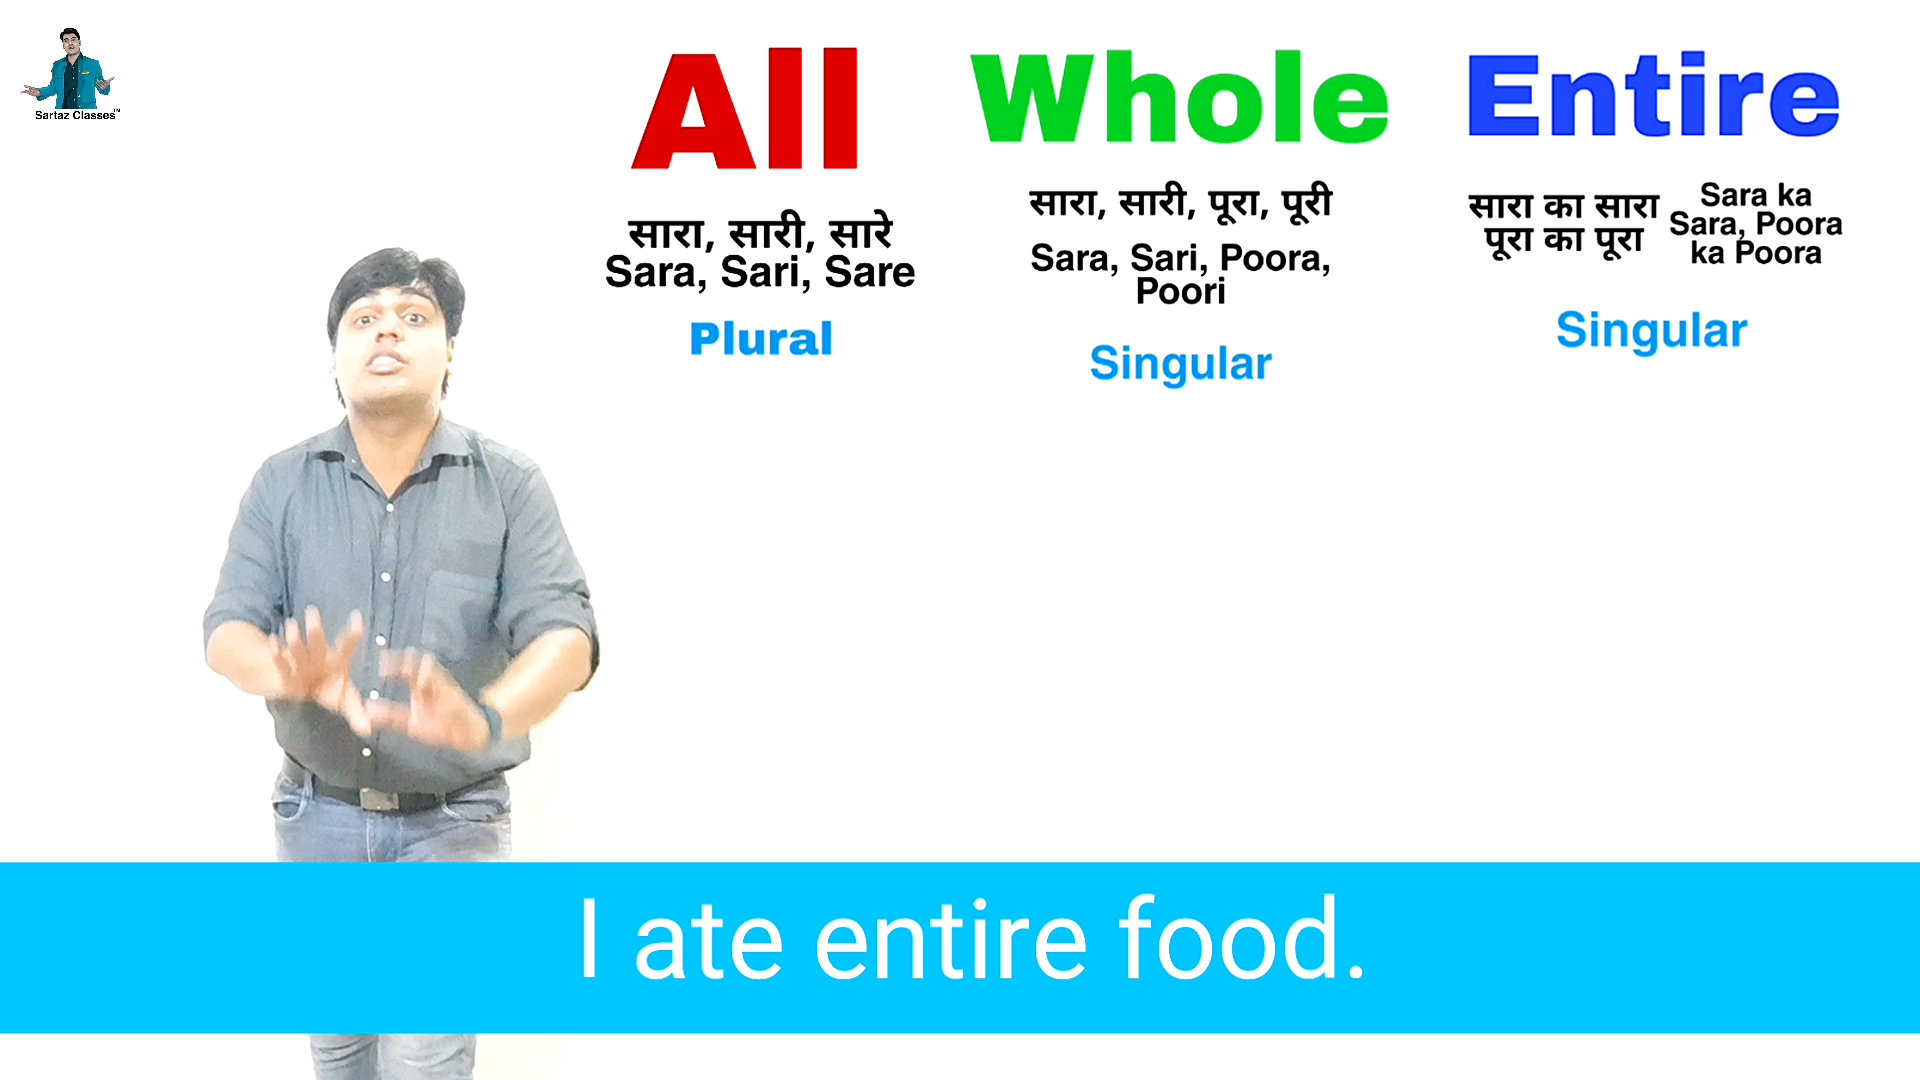 Sartaz Classes™
All
सारा, सारी, सारे
Sara, Sari, Sare
Plural
Whole
सारा, सारी, पूरा, पूरी
Sara, Sari, Poora,
Poori
Singular
Entire
सारा का सारा
पूरा का पूरा
Sara ka
Sara, Poora
ka Poora
Singular
I ate entire food.